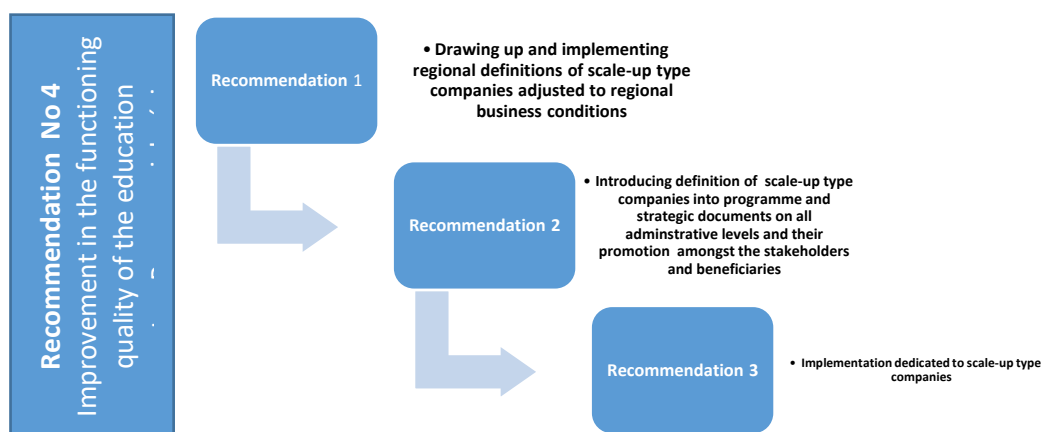 Recommendation No 4
Improvement in the functioning
quality of the education
Recommendation 1
• Drawing up and implementing
regional definitions of scale-up type
companies adjusted to regional
business conditions
Recommendation 2
• Introducing definition of scale-up type
companies into programme and
strategic documents on all
adminstrative levels and their
promotion amongst the stakeholders
and beneficiaries
Recommendation 3
• Implementation dedicated to scale-up type
companies